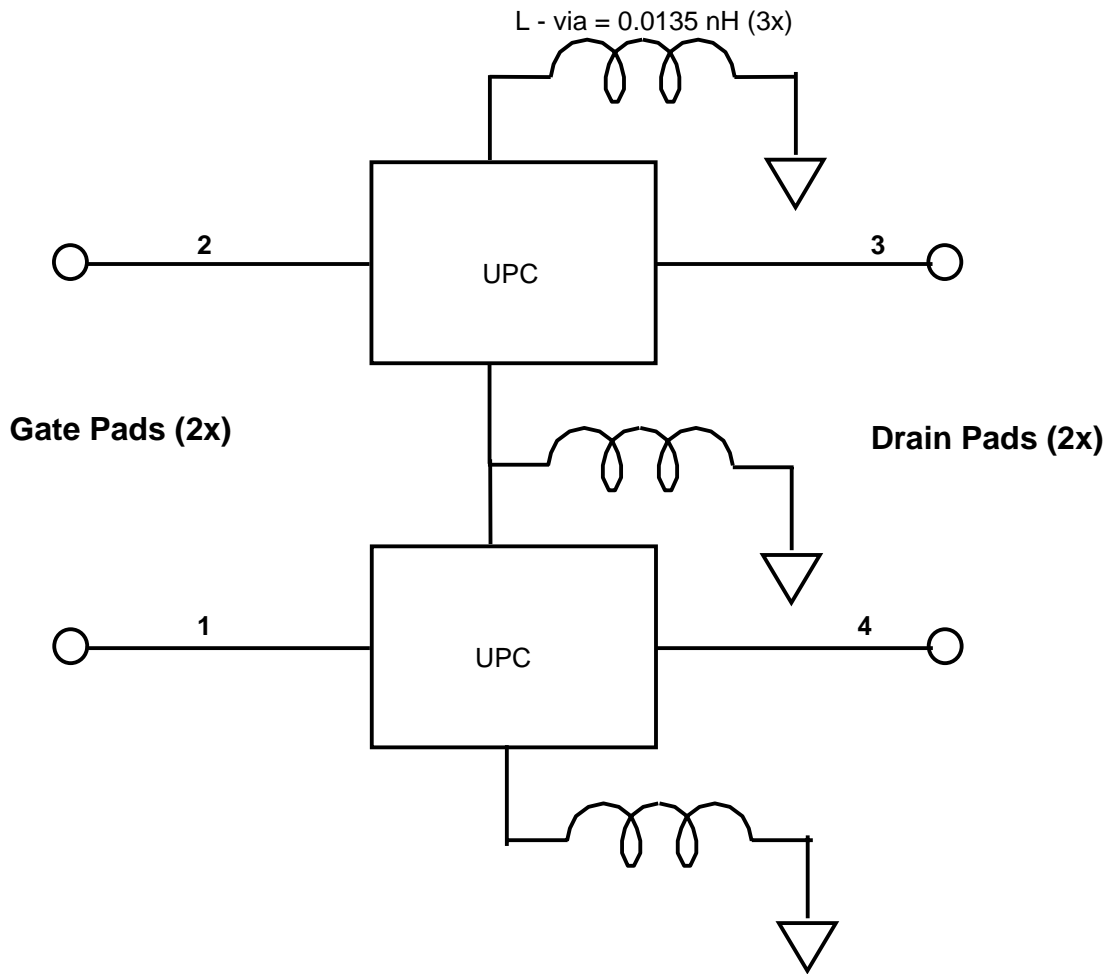 L - via = 0.0135 nH (3x)
2
3
UPC
Gate Pads (2x)
Drain Pads (2x)
1
4
UPC